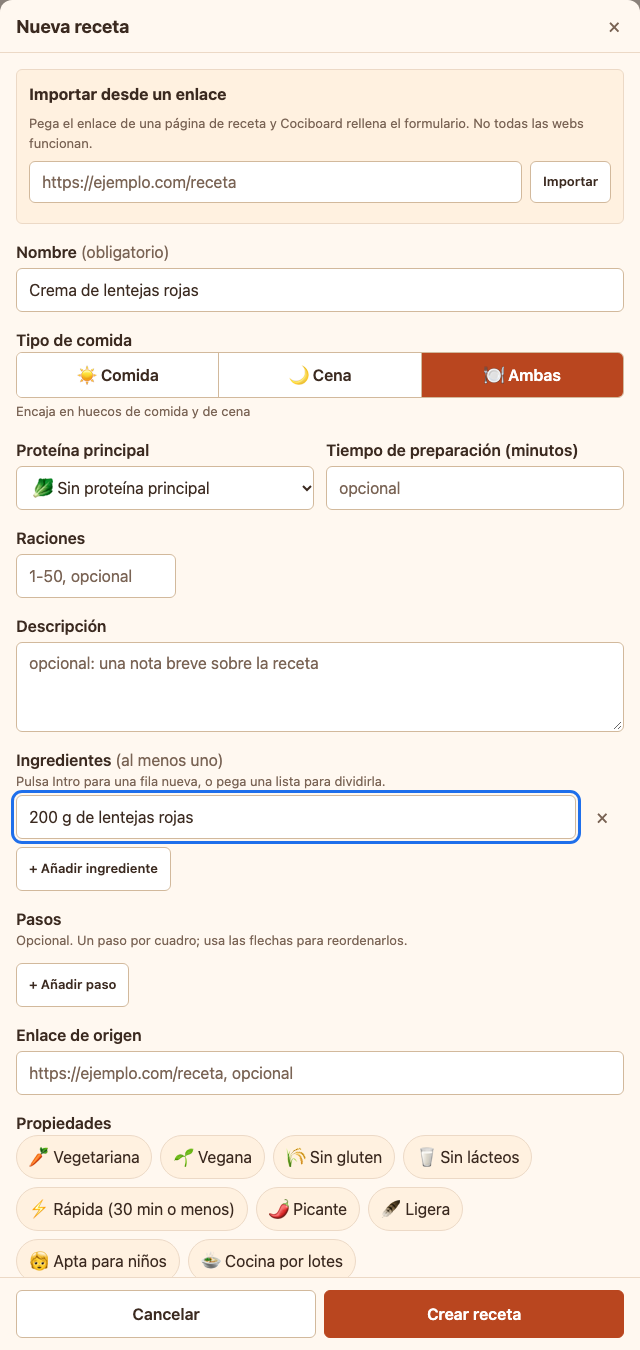 Nueva receta
×
Importar desde un enlace
Pega el enlace de una página de receta y Cociboard rellena el formulario. No todas las webs
funcionan.
https://ejemplo.com/receta
Importar
Nombre (obligatorio)
Crema de lentejas rojas
Tipo de comida
Comida
Cena
Ambas
Encaja en huecos de comida y de cena
Proteína principal
Tiempo de preparación (minutos)
Sin proteína principal
opcional
Raciones
1-50, opcional
Descripción
opcional: una nota breve sobre la receta
Ingredientes (al menos uno)
Pulsa Intro para una fila nueva, o pega una lista para dividirla.
200 g de lentejas rojas
×
+ Añadir ingrediente
Pasos
Opcional. Un paso por cuadro; usa las flechas para reordenarlos.
+ Añadir paso
Enlace de origen
https://ejemplo.com/receta, opcional
Propiedades
Vegetariana
Vegana
Sin gluten
Sin lácteos
Rápida (30 min o menos)
Picante
Ligera
Apta para niños
Cocina por lotes
Cancelar
Crear receta